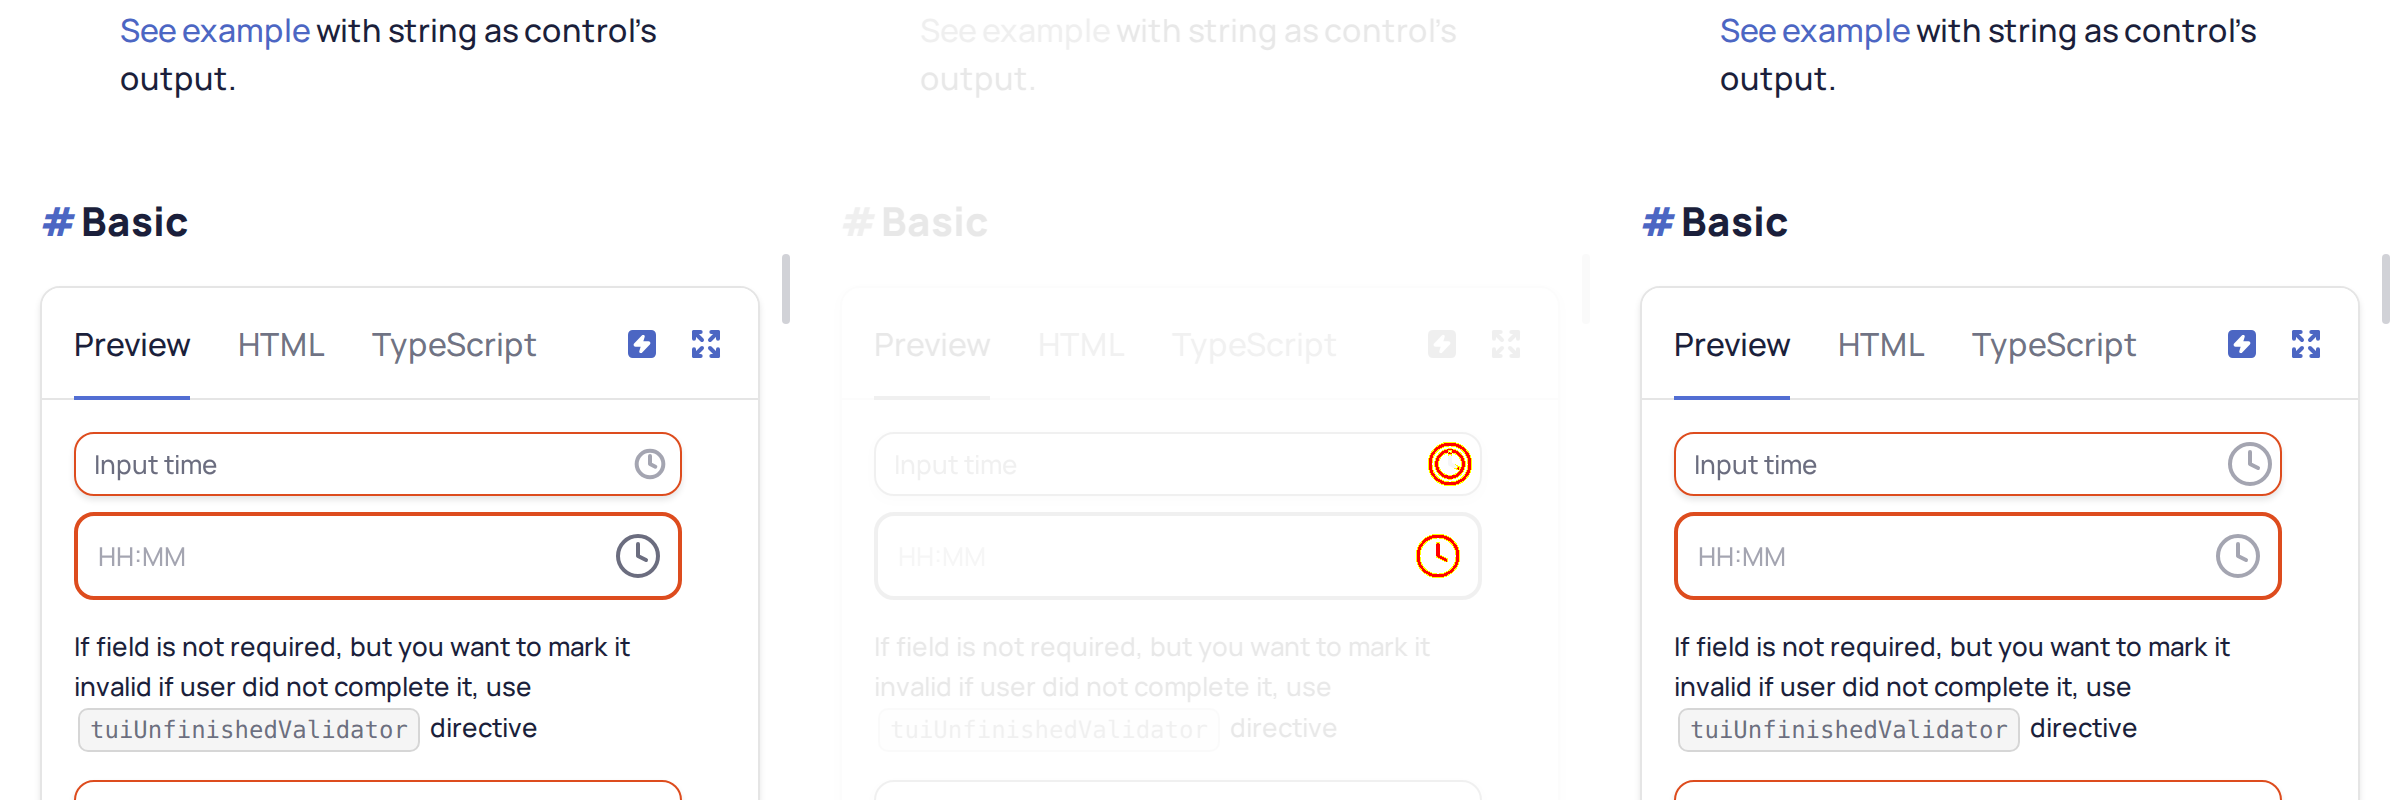 See example with string as control's
output.
# Basic
Preview HTML TypeScript
Input time
HH:MM
If field is not required, but you want to mark it
invalid if user did not complete it, use
tuiUnfinishedValidator directive
See example with string as control's
output.
# Basic
Preview HTML TypeScript
Input time
HH:MM
If field is not required, but you want to mark it
invalid if user did not complete it, use
tuiUnfinishedValidator directive
See example with string as control's
output.
# Basic
Preview HTML TypeScript
Input time
HH:MM
If field is not required, but you want to mark it
invalid if user did not complete it, use
tuiUnfinishedValidator directive